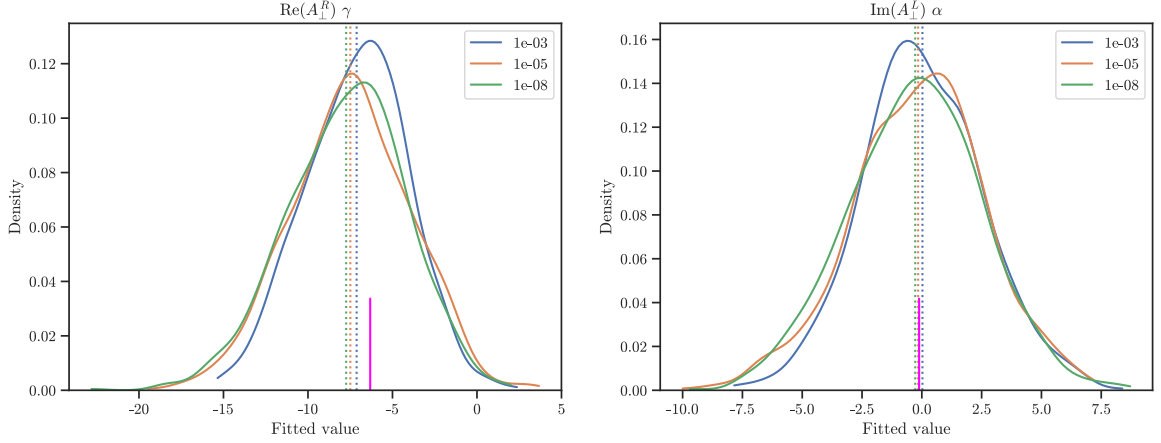 Re(A_⊥^R) γ
Density
0.12
0.10
0.08
0.06
0.04
0.02
0.00
-20
-15
-10
-5
0
5
Fitted value
1e-03
1e-05
1e-08
Im(A_⊥^L) α
Density
0.16
0.14
0.12
0.10
0.08
0.06
0.04
0.02
0.00
-10.0
-7.5
-5.0
-2.5
0.0
2.5
5.0
7.5
Fitted value
1e-03
1e-05
1e-08